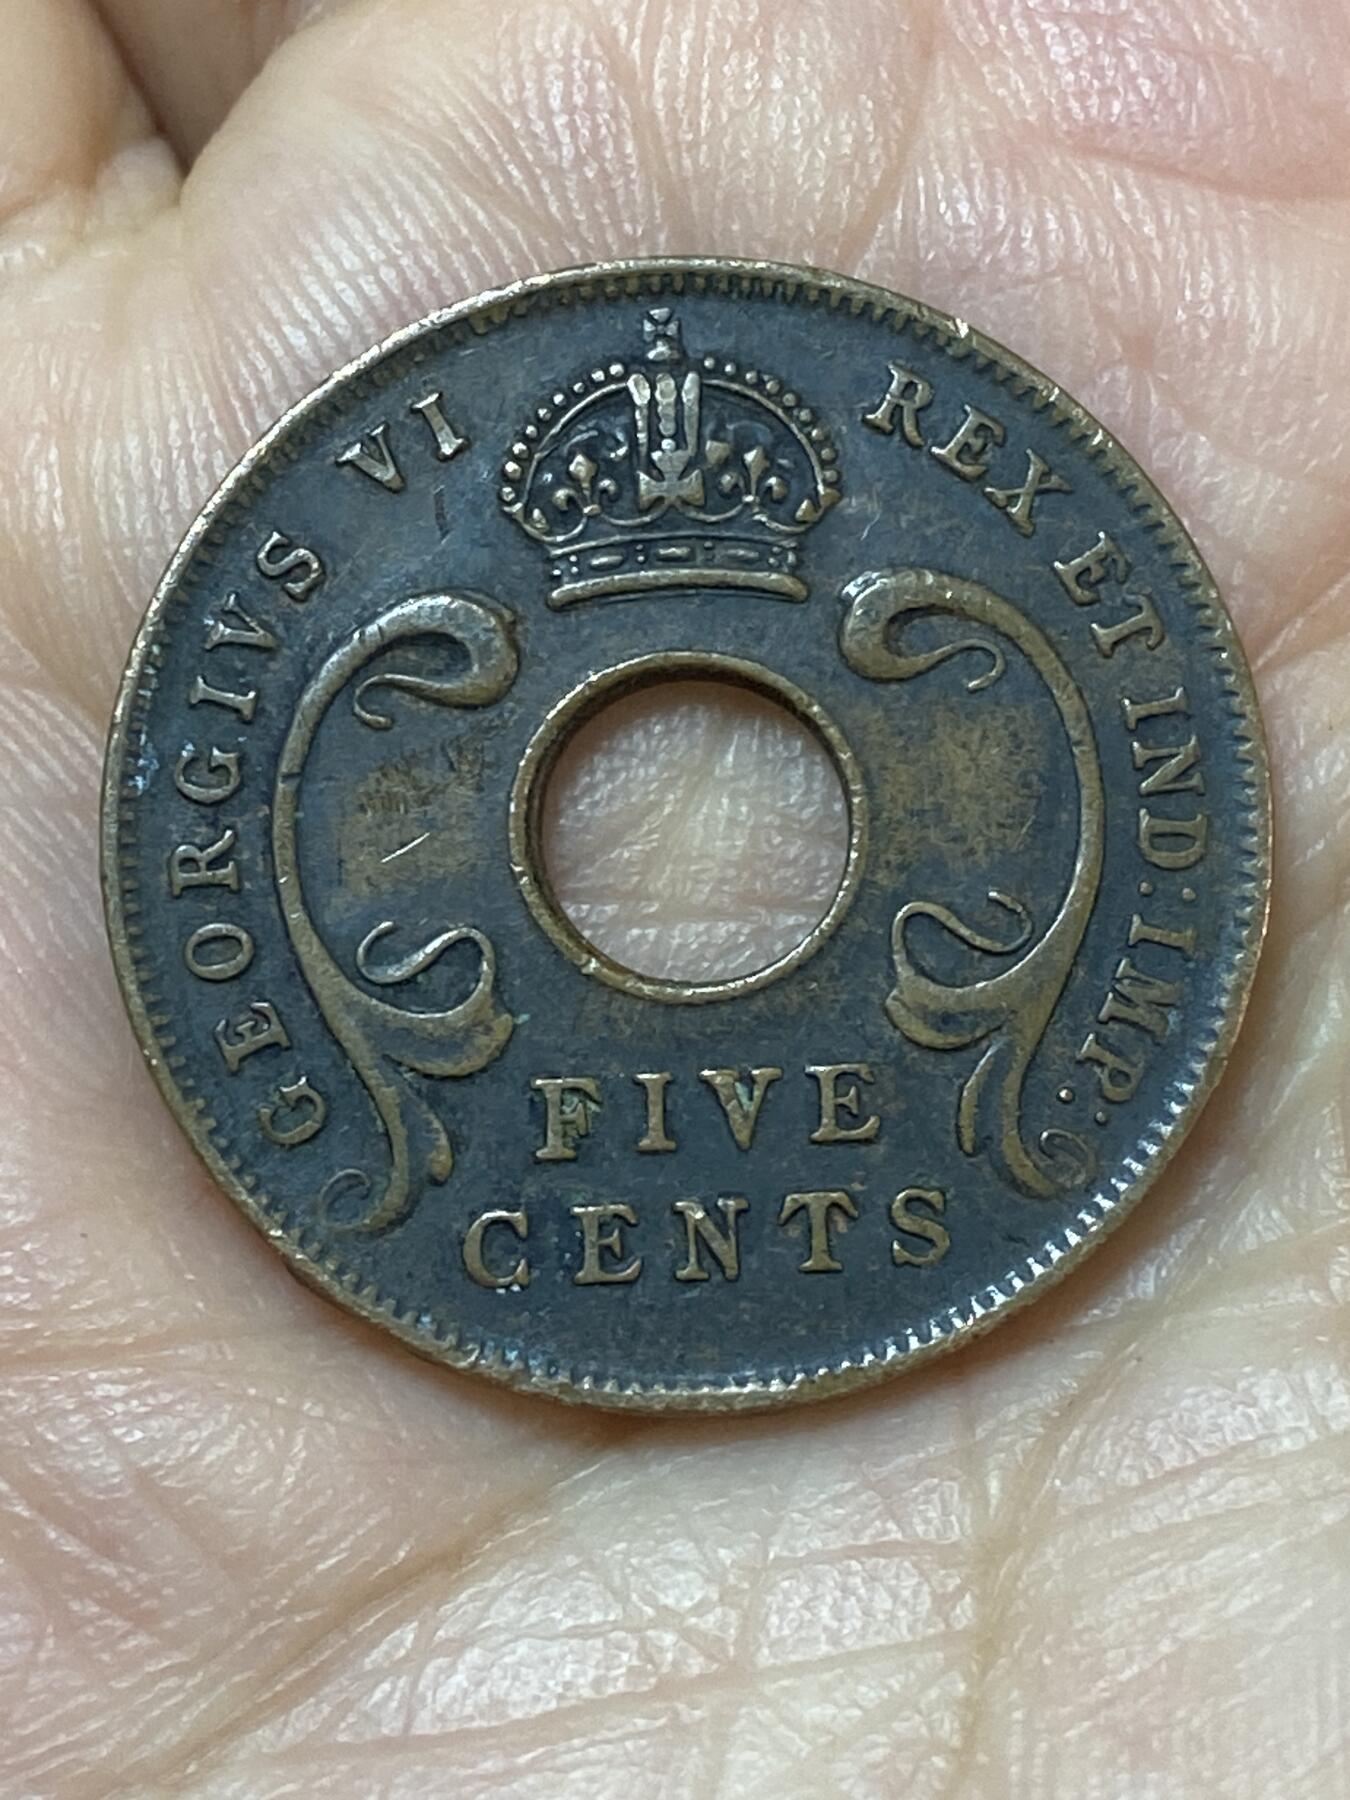 GEORGIVS VI REX ET IND: IMP:
FIVE
CENTS